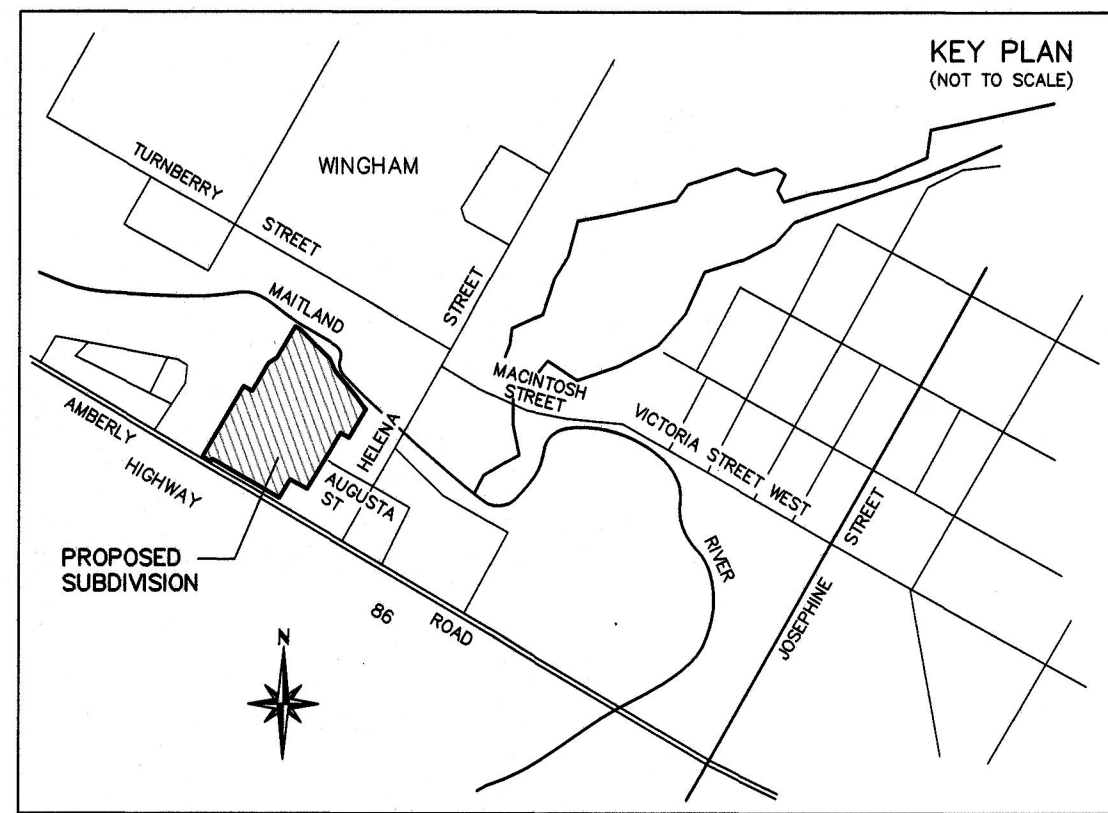 KEY PLAN
(NOT TO SCALE)
WINGHAM
TURNBERRY
STREET
STREET
MAITLAND
MACINTOSH
STREET
HELENA
VICTORIA STREET WEST
AMBERLY
HIGHWAY
AUGUSTA
ST
STREET
RIVER
PROPOSED
SUBDIVISION
86
ROAD
JOSEPHINE
N